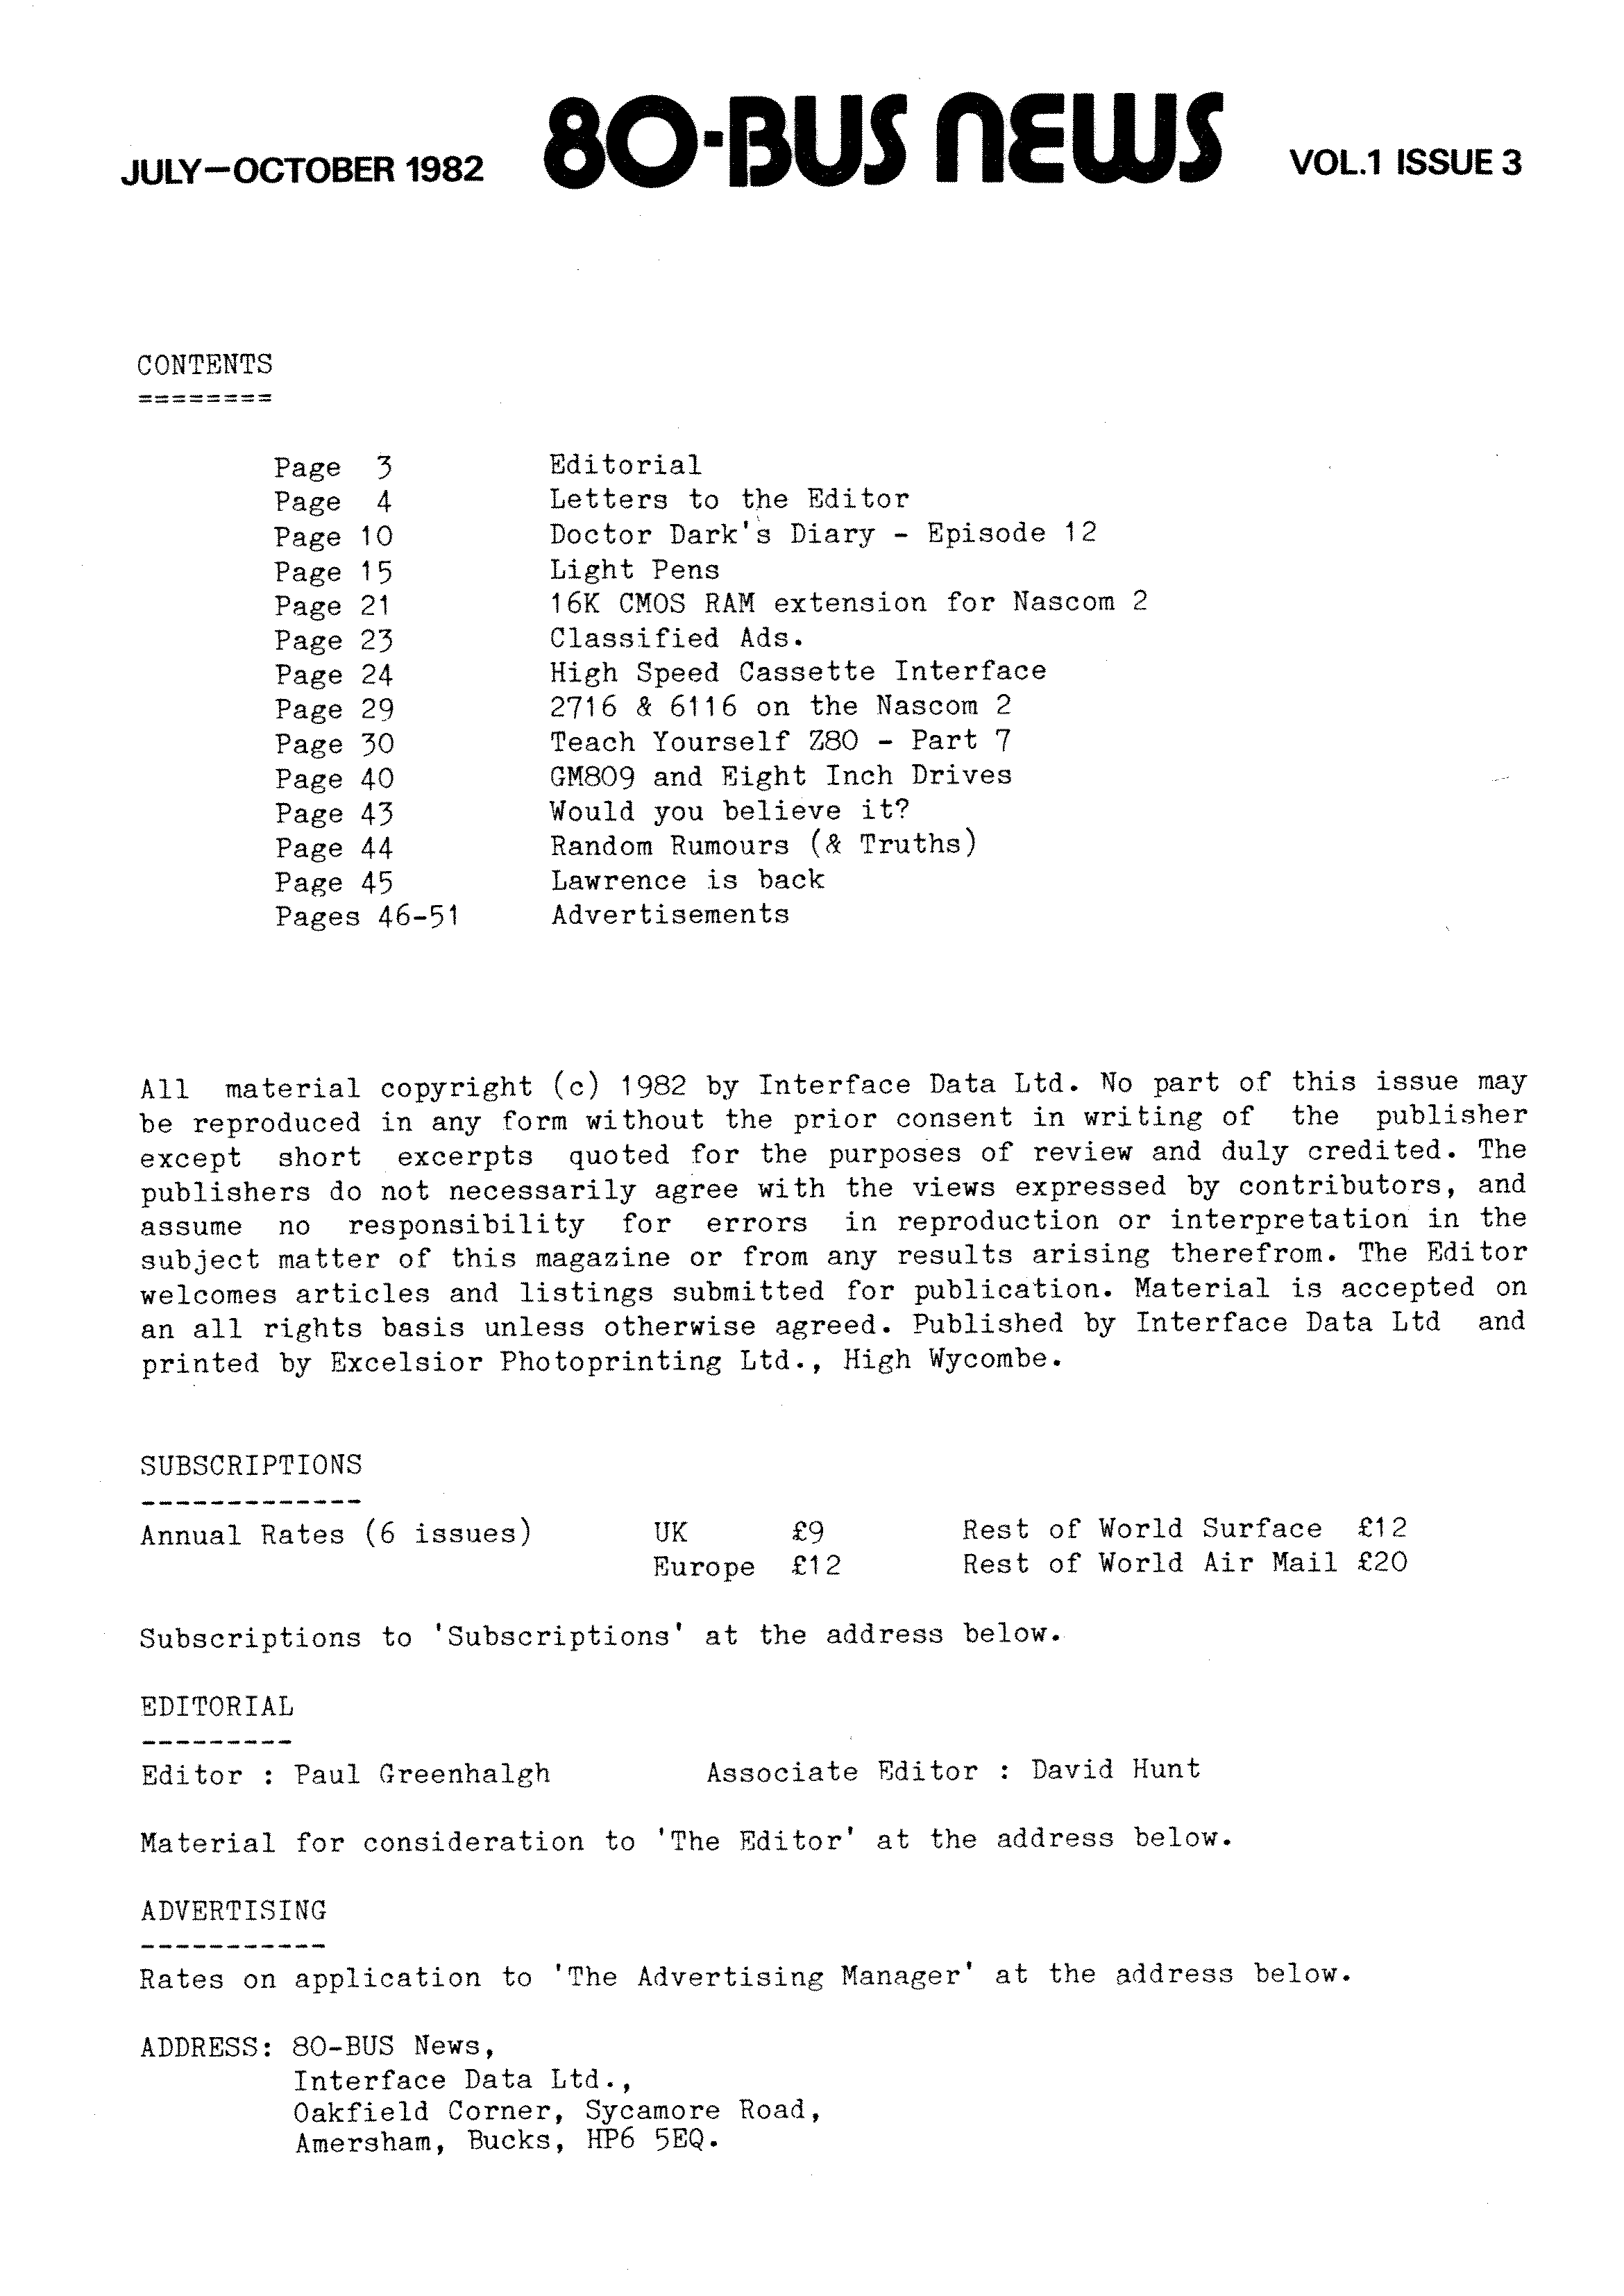 JULY-OCTOBER 1982 80-BUS NEWS VOL.1 ISSUE 3
CONTENTS
========
Page 3 Editorial
Page 4 Letters to the Editor
Page 10 Doctor Dark's Diary - Episode 12
Page 15 Light Pens
Page 21 16K CMOS RAM extension for Nascom 2
Page 23 Classified Ads.
Page 24 High Speed Cassette Interface
Page 29 2716 & 6116 on the Nascom 2
Page 30 Teach Yourself Z80 - Part 7
Page 40 GM809 and Eight Inch Drives
Page 43 Would you believe it?
Page 44 Random Rumours (& Truths)
Page 45 Lawrence is back
Pages 46-51 Advertisements
All material copyright (c) 1982 by Interface Data Ltd. No part of this issue may
be reproduced in any form without the prior consent in writing of the publisher
except short excerpts quoted for the purposes of review and duly credited. The
publishers do not necessarily agree with the views expressed by contributors, and
assume no responsibility for errors in reproduction or interpretation in the
subject matter of this magazine or from any results arising therefrom. The Editor
welcomes articles and listings submitted for publication. Material is accepted on
an all rights basis unless otherwise agreed. Published by Interface Data Ltd and
printed by Excelsior Photoprinting Ltd., High Wycombe.
SUBSCRIPTIONS
-------------
Annual Rates (6 issues) UK £9 Rest of World Surface £12
Europe £12 Rest of World Air Mail £20
Subscriptions to 'Subscriptions' at the address below.
EDITORIAL
---------
Editor : Paul Greenhalgh Associate Editor : David Hunt
Material for consideration to 'The Editor' at the address below.
ADVERTISING
-----------
Rates on application to 'The Advertising Manager' at the address below.
ADDRESS: 80-BUS News,
Interface Data Ltd.,
Oakfield Corner, Sycamore Road,
Amersham, Bucks, HP6 5EQ.